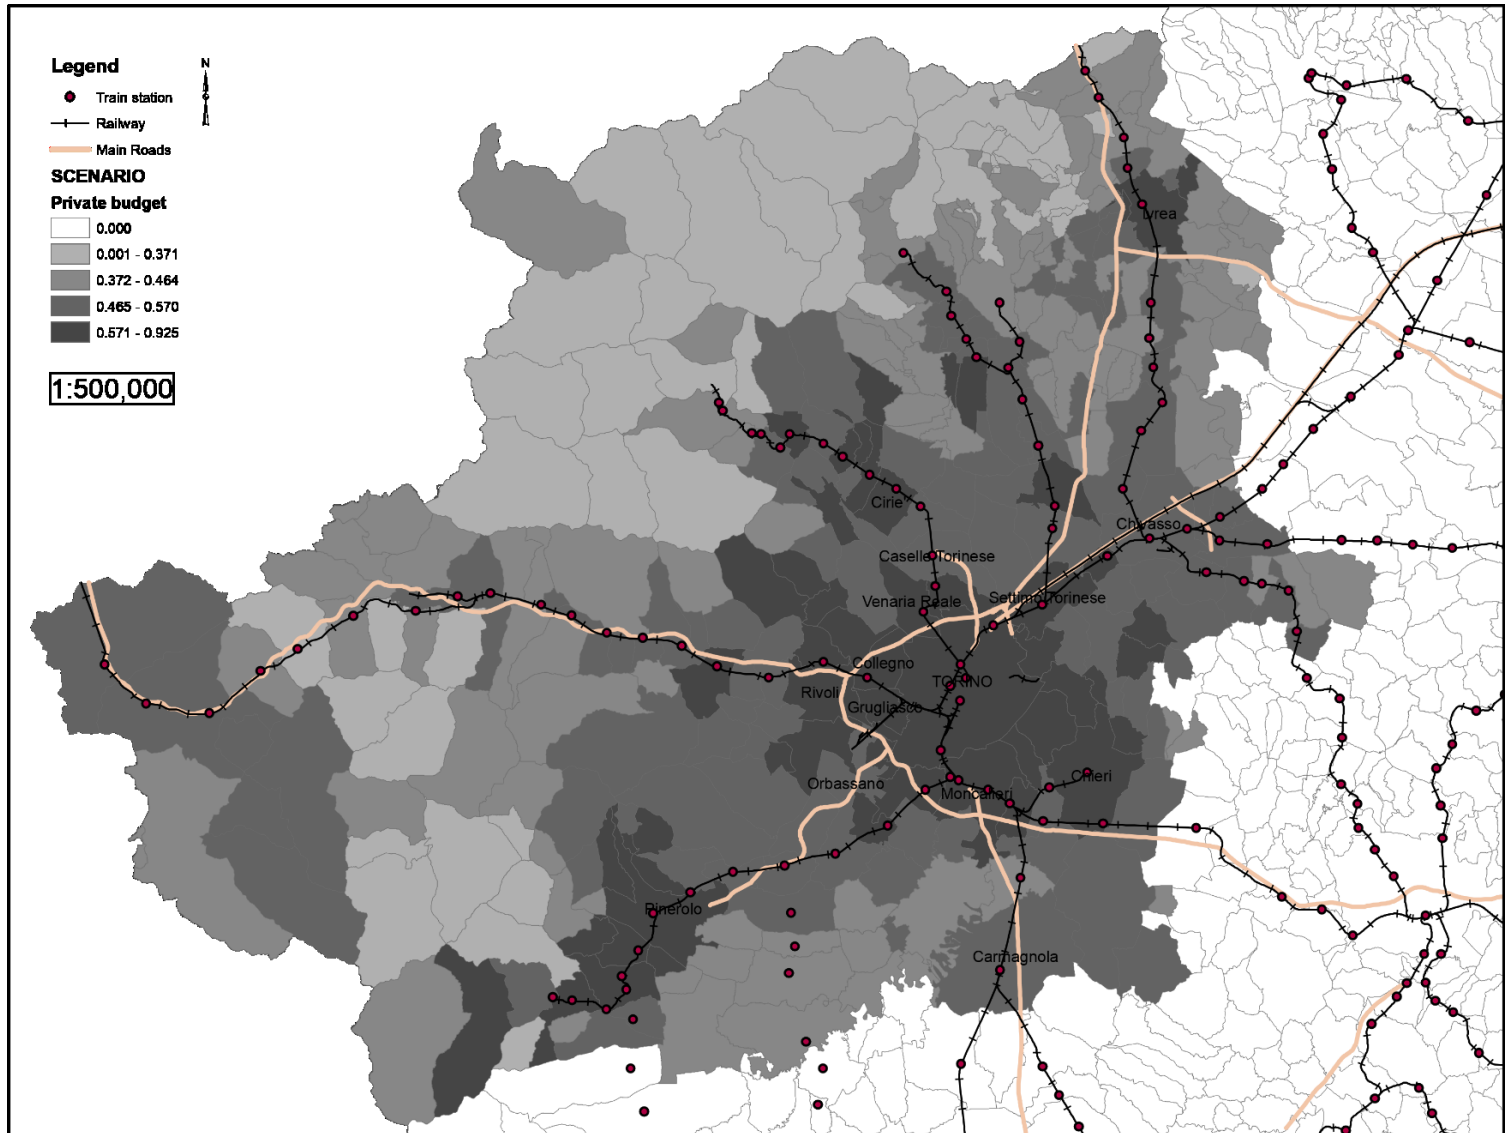 Legend
N
Train station
Railway
Main Roads
SCENARIO
Private budget
0.000
0.001 - 0.371
0.372 - 0.464
0.465 - 0.570
0.571 - 0.925
1:500,000
Ivrea
Cirie'
Chivasso
Caselle Torinese
Venaria Reale
Settimo Torinese
Collegno
TORINO
Rivoli
Grugliasco
Orbassano
Chieri
Moncalieri
Pinerolo
Carmagnola